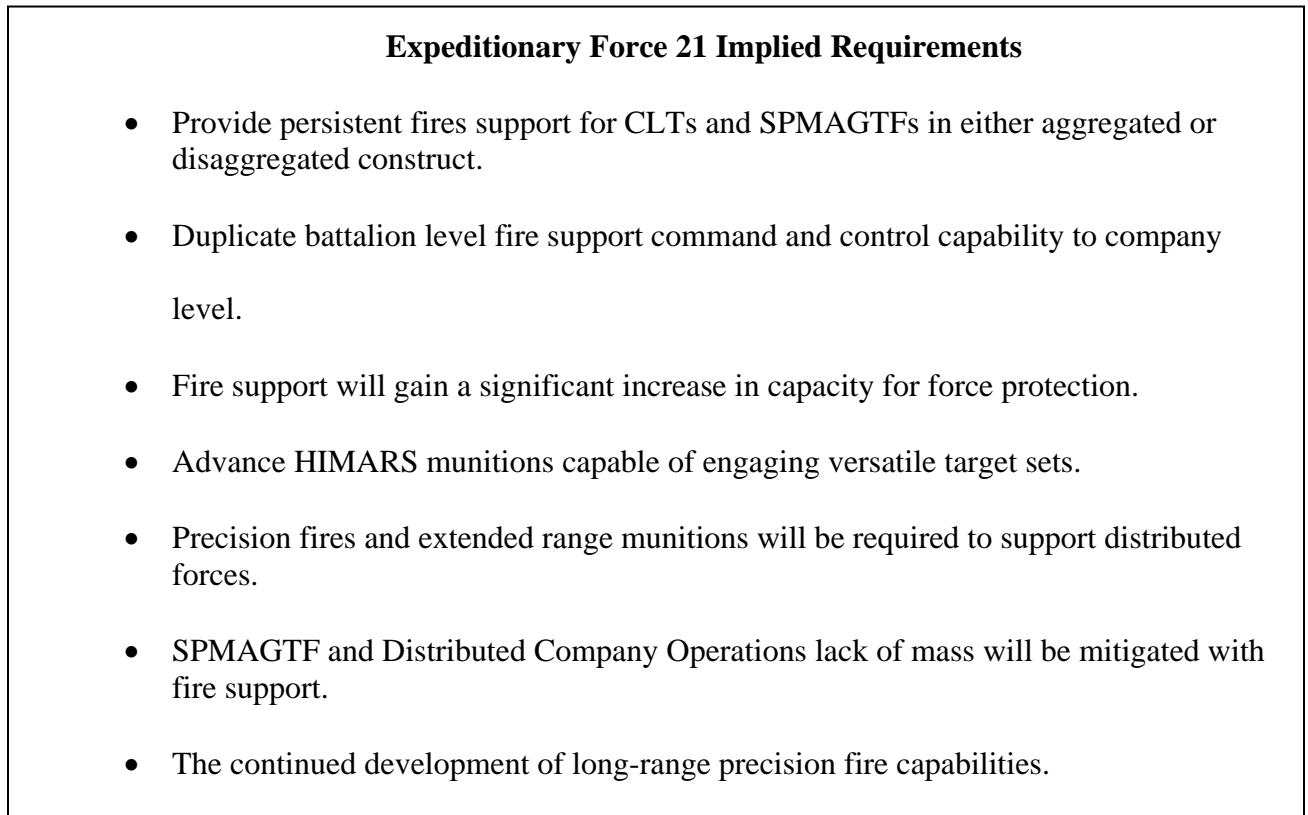 Expeditionary Force 21 Implied Requirements
• Provide persistent fires support for CLTs and SPMAGTFs in either aggregated or
disaggregated construct.
• Duplicate battalion level fire support command and control capability to company
level.
• Fire support will gain a significant increase in capacity for force protection.
• Advance HIMARS munitions capable of engaging versatile target sets.
• Precision fires and extended range munitions will be required to support distributed
forces.
• SPMAGTF and Distributed Company Operations lack of mass will be mitigated with
fire support.
• The continued development of long-range precision fire capabilities.